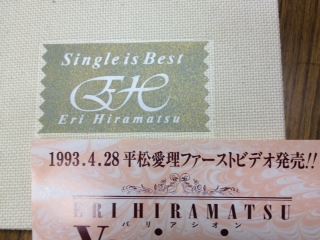 Single is Best
EH
Eri Hiramatsu
1993.4.28 平松愛理ファーストビデオ発売!!
ERI HIRAMATSU
バリアシオン